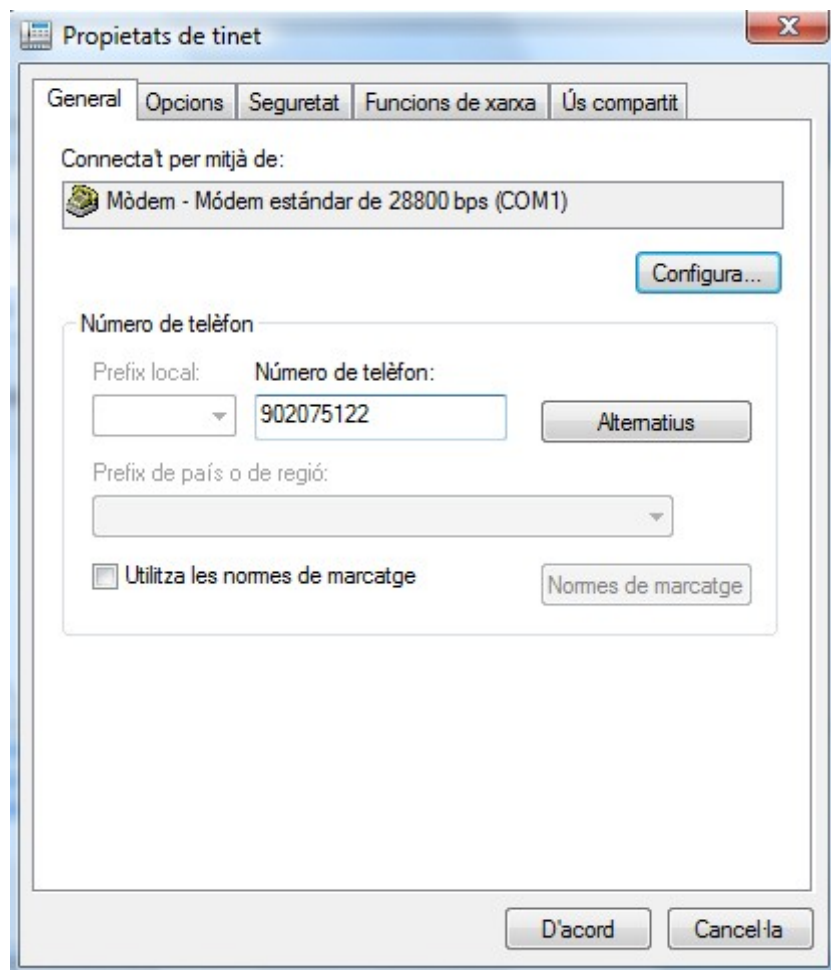 Propietats de tinet
General Opcions Seguretat Funcions de xarxa Ús compartit
Connecta't per mitjà de:
Mòdem - Módem estándar de 28800 bps (COM1)
Configura...
Número de telèfon
Prefix local: Número de telèfon:
902075122 Alternatius
Prefix de país o de regió:
Utilitza les normes de marcatge Normes de marcatge
D'acord Cancel·la